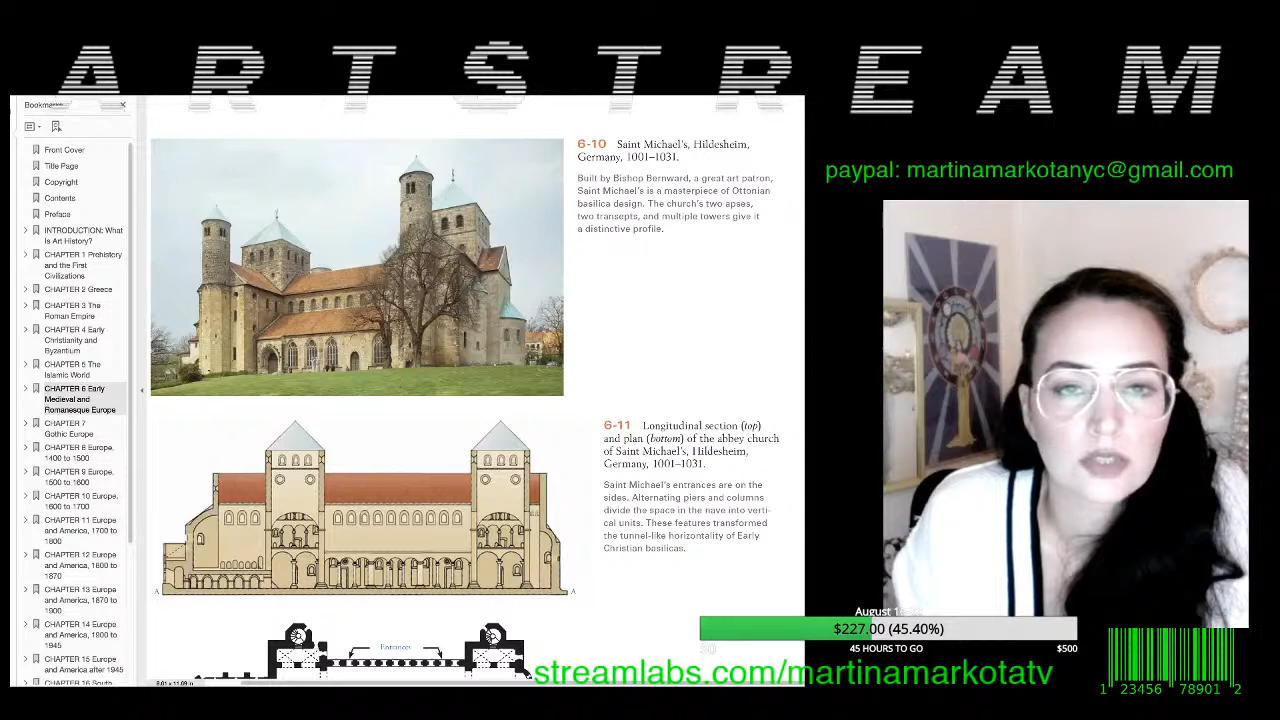 ARTSTREAM
Bookma
Front Cover
Title Page
Copyright
Contents
Preface
INTRODUCTION: What
Is Art History?
CHAPTER 1 Prehistory
and the First
Civilizations
CHAPTER 2 Greece
CHAPTER 3 The
Roman Empire
CHAPTER 4 Early
Christianity and
Byzantium
CHAPTER 5 The
Islamic World
CHAPTER 6 Early
Medieval and
Romanesque Europe
CHAPTER 7
Gothic Europe
CHAPTER 8 Europe,
1400 to 1500
CHAPTER 9 Europe,
1500 to 1600
CHAPTER 10 Europe,
1600 to 1700
CHAPTER 11 Europe
and America, 1700 to
1800
CHAPTER 12 Europe
and America, 1800 to
1870
CHAPTER 13 Europe
and America, 1870 to
1900
CHAPTER 14 Europe
and America, 1900 to
1945
CHAPTER 15 Europe
and America after 1945
CHAPTER 16 South
6-10 Saint Michael's, Hildesheim,
Germany, 1001–1031.
Built by Bishop Bernward, a great art patron,
Saint Michael's is a masterpiece of Ottonian
basilica design. The church's two apses,
two transepts, and multiple towers give it
a distinctive profile.
6-11 Longitudinal section (top)
and plan (bottom) of the abbey church
of Saint Michael's, Hildesheim,
Germany, 1001–1031.
Saint Michael's entrances are on the
sides. Alternating piers and columns
divide the space in the nave into verti-
cal units. These features transformed
the tunnel-like horizontality of Early
Christian basilicas.
A A
Entrances
paypal: martinamarkotanyc@gmail.com
August 1
$227.00 (45.40%)
$0 45 HOURS TO GO $500
streamlabs.com/martinamarkotatv
1 23456 78901 2